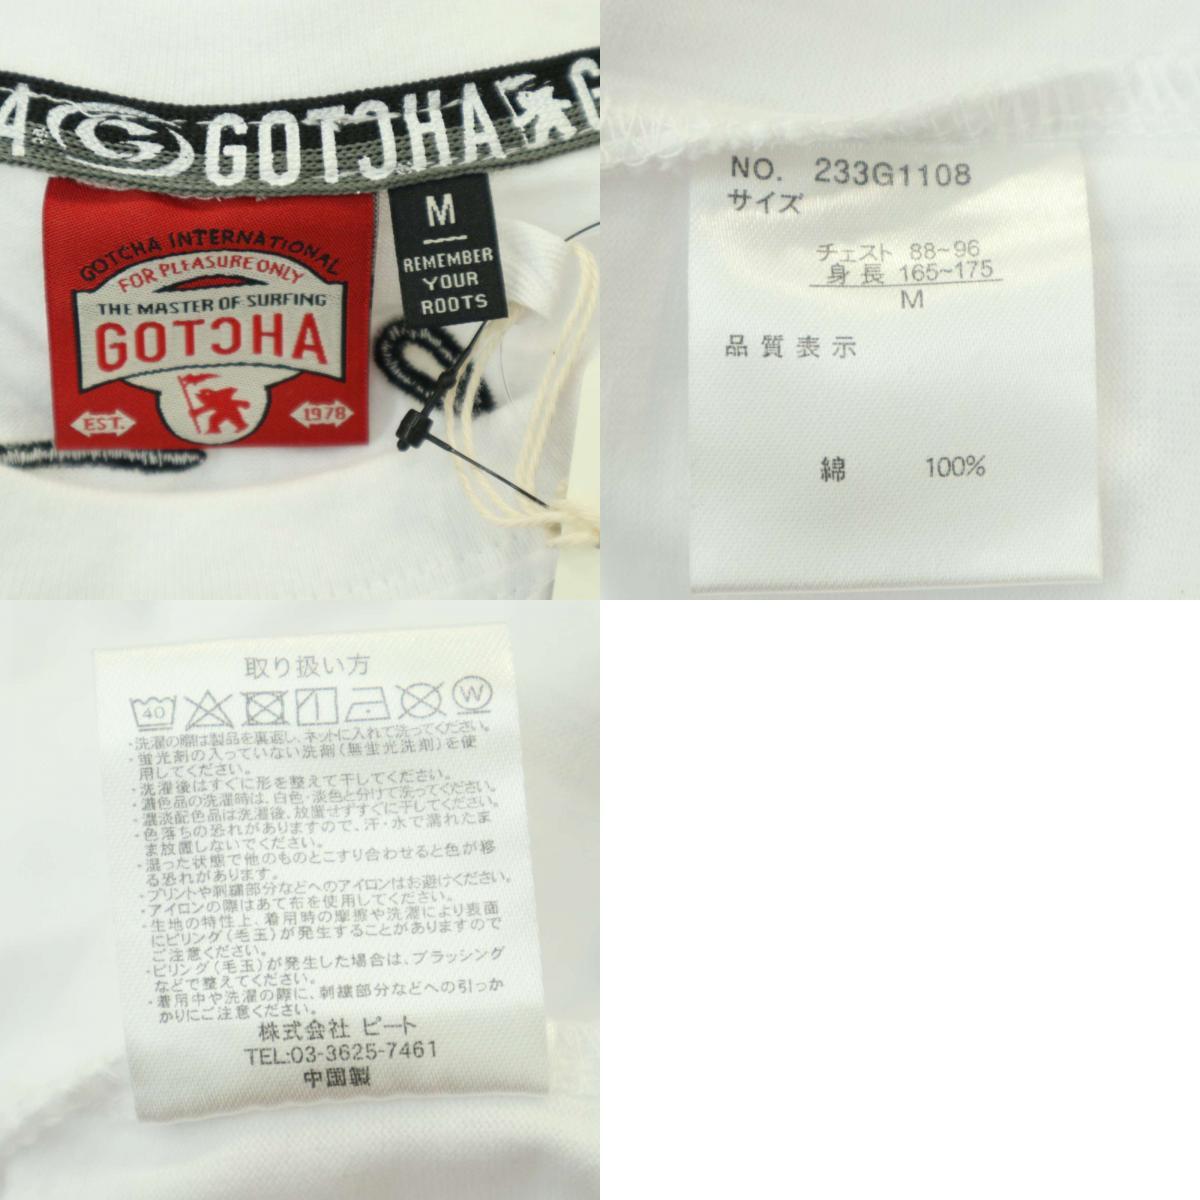 A G GOTCHA G
GOTCHA INTERNATIONAL
FOR PLEASURE ONLY
THE MASTER OF SURFING
GOTCHA
EST. 1978
M
REMEMBER
YOUR
ROOTS
NO. 233G1108
サイズ
チェスト 88~96
身長 165~175
M
品質表示
綿 100%
取り扱い方
40 W
・洗濯の際は製品を裏返し、ネットに入れて洗ってください。
・蛍光剤の入っていない洗剤(無蛍光洗剤)を使
用してください。
・洗濯後はすぐに形を整えて干してください。
・濃色品の洗濯時は、白色・淡色と分けて洗ってください。
・濃淡配色品は洗濯後、放置せずすぐに干してください。
・色落ちの恐れがありますので、汗・水で濡れたま
ま放置しないでください。
・湿った状態で他のものとこすり合わせると色が移
る恐れがあります。
・プリントや刺繍部分などへのアイロンはお避けください。
・アイロンの際はあて布を使用してください。
・生地の特性上、着用時の摩擦や洗濯により表面
にピリング(毛玉)が発生することがありますので
ご注意ください。
・ピリング(毛玉)が発生した場合は、ブラッシング
などで整えてください。
・着用中や洗濯の際に、刺繍部分などへの引っか
かりにご注意ください。
株式会社 ビート
TEL:03-3625-7461
中国製